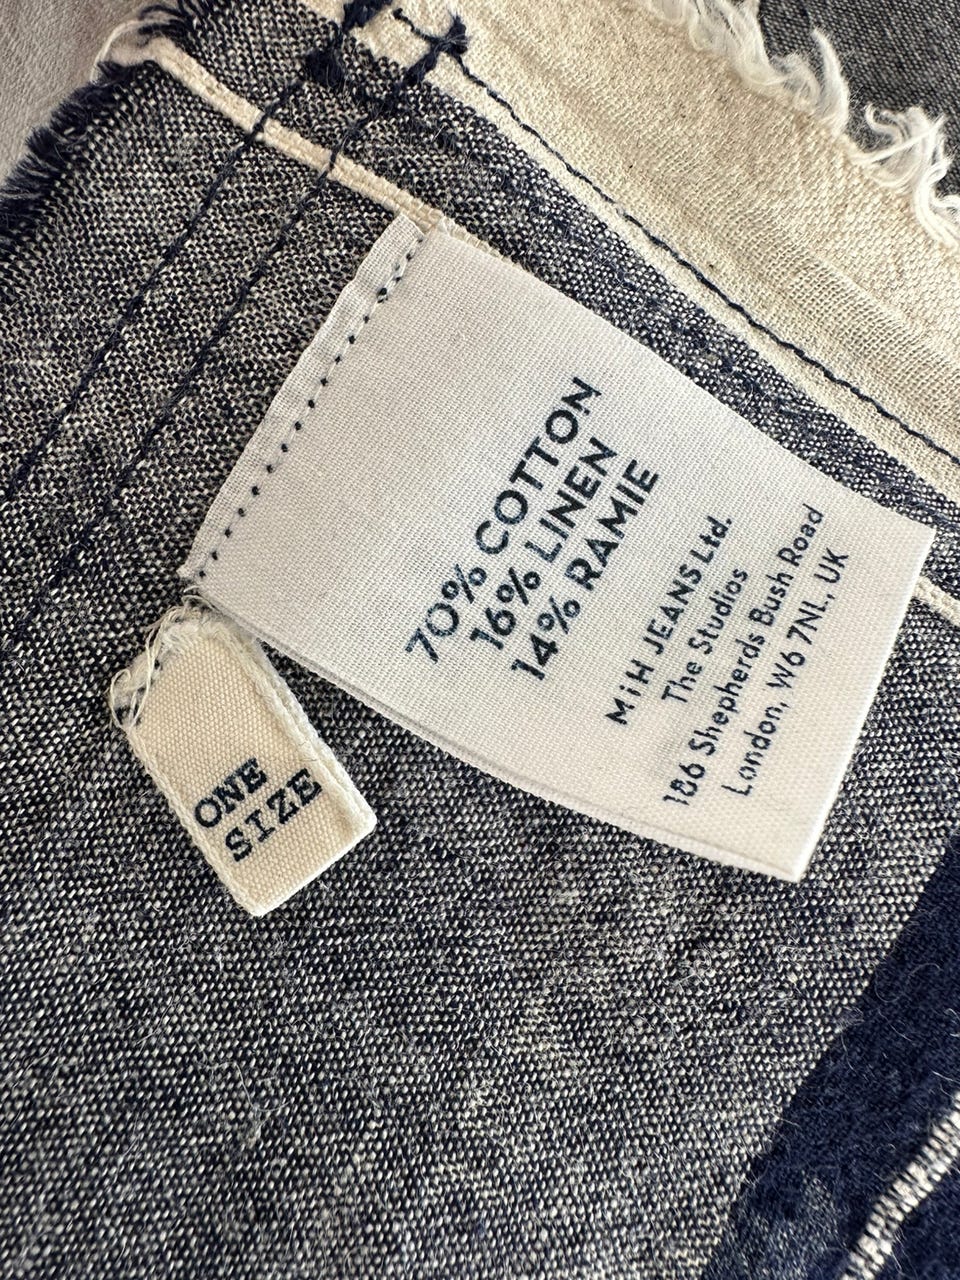 70% COTTON
16% LINEN
14% RAMIE
MiH JEANS Ltd.
The Studios
186 Shepherds Bush Road
London, W6 7NL, UK
ONE
SIZE